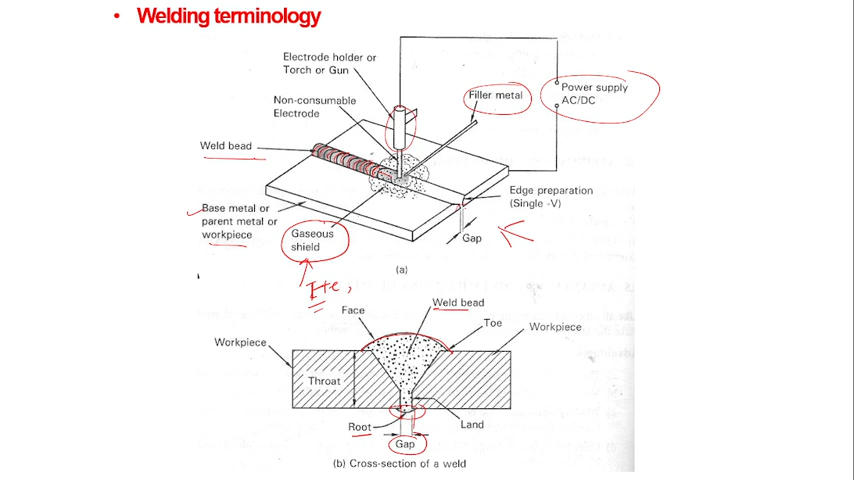 • Welding terminology
Electrode holder or
Torch or Gun
Filler metal
Power supply
AC/DC
Non-consumable
Electrode
Weld bead
Edge preparation
(Single -V)
Base metal or
parent metal or
workpiece
Gaseous
shield
Gap
(a)
He,
Weld bead
Face
Toe
Workpiece
Workpiece
Throat
Root
Land
Gap
(b) Cross-section of a weld